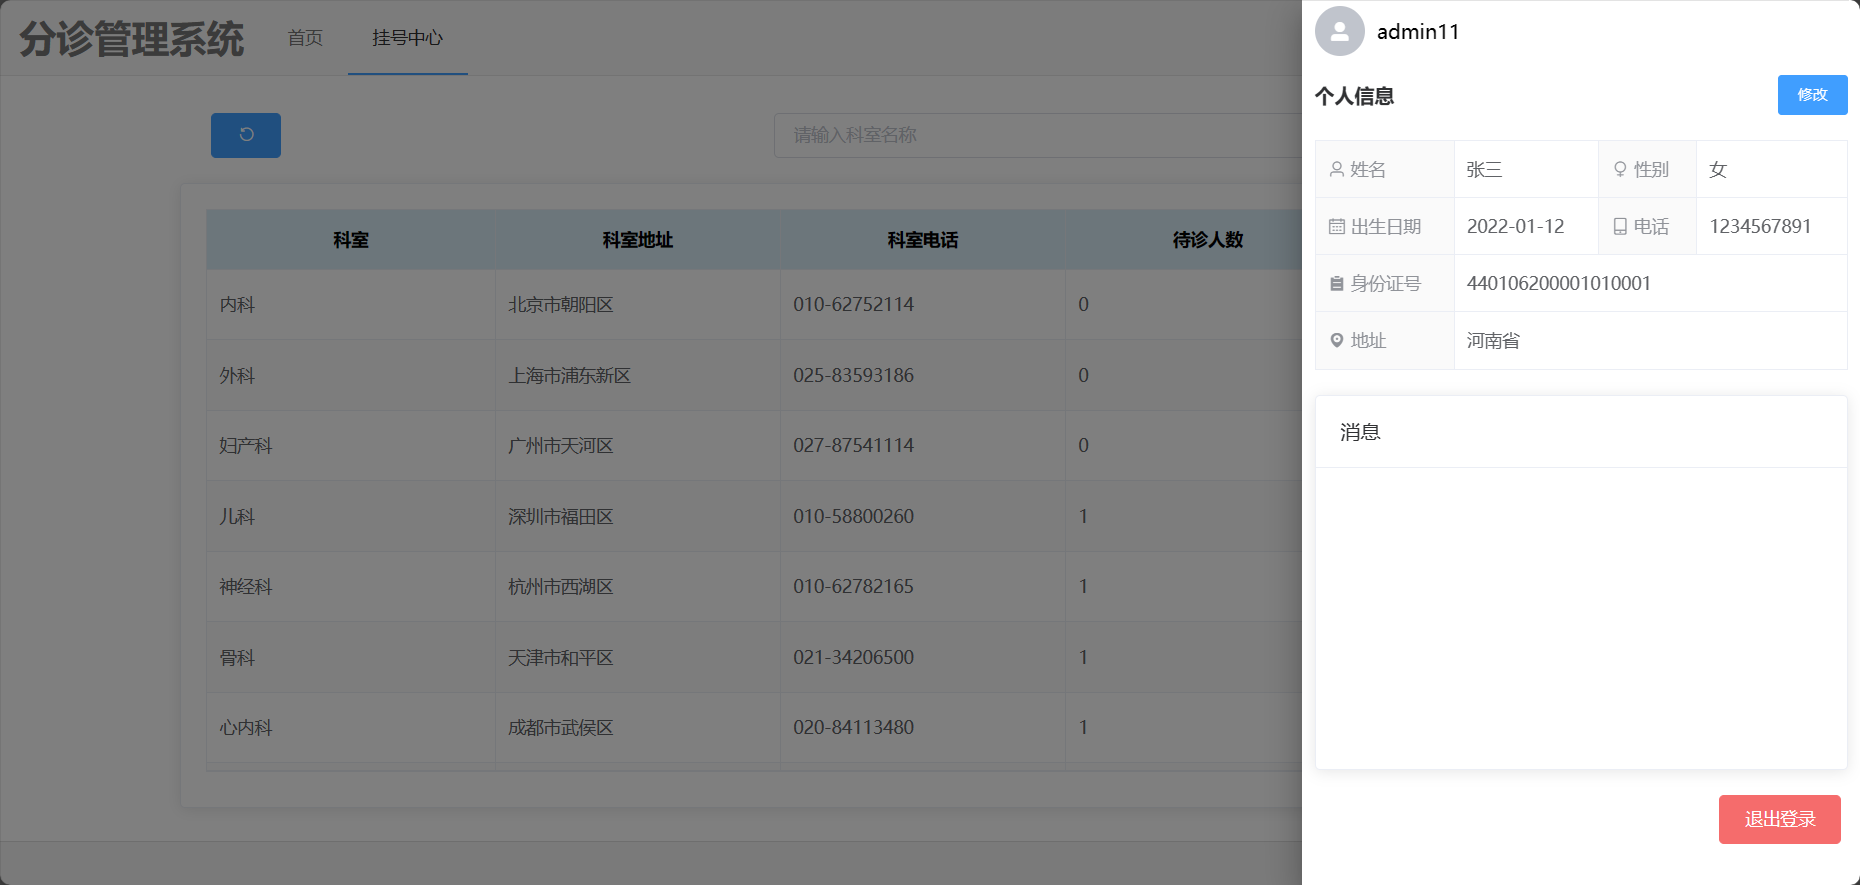 分诊管理系统 首页 挂号中心
请输入科室名称
科室 科室地址 科室电话 待诊人数
内科 北京市朝阳区 010-62752114 0
外科 上海市浦东新区 025-83593186 0
妇产科 广州市天河区 027-87541114 0
儿科 深圳市福田区 010-58800260 1
神经科 杭州市西湖区 010-62782165 1
骨科 天津市和平区 021-34206500 1
心内科 成都市武侯区 020-84113480 1
admin11
个人信息 修改
姓名 张三 性别 女
出生日期 2022-01-12 电话 1234567891
身份证号 440106200001010001
地址 河南省
消息
退出登录